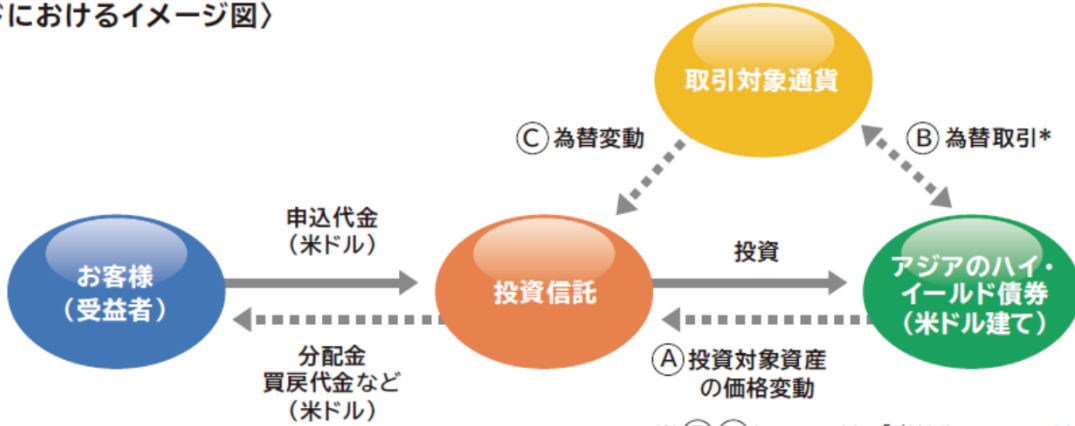 ドにおけるイメージ図〉
取引対象通貨
Ⓒ 為替変動
Ⓑ 為替取引*
申込代金
（米ドル）
投資
お客様
（受益者）
投資信託
アジアのハイ・
イールド債券
（米ドル建て）
分配金
買戻代金など
（米ドル）
Ⓐ 投資対象資産
の価格変動